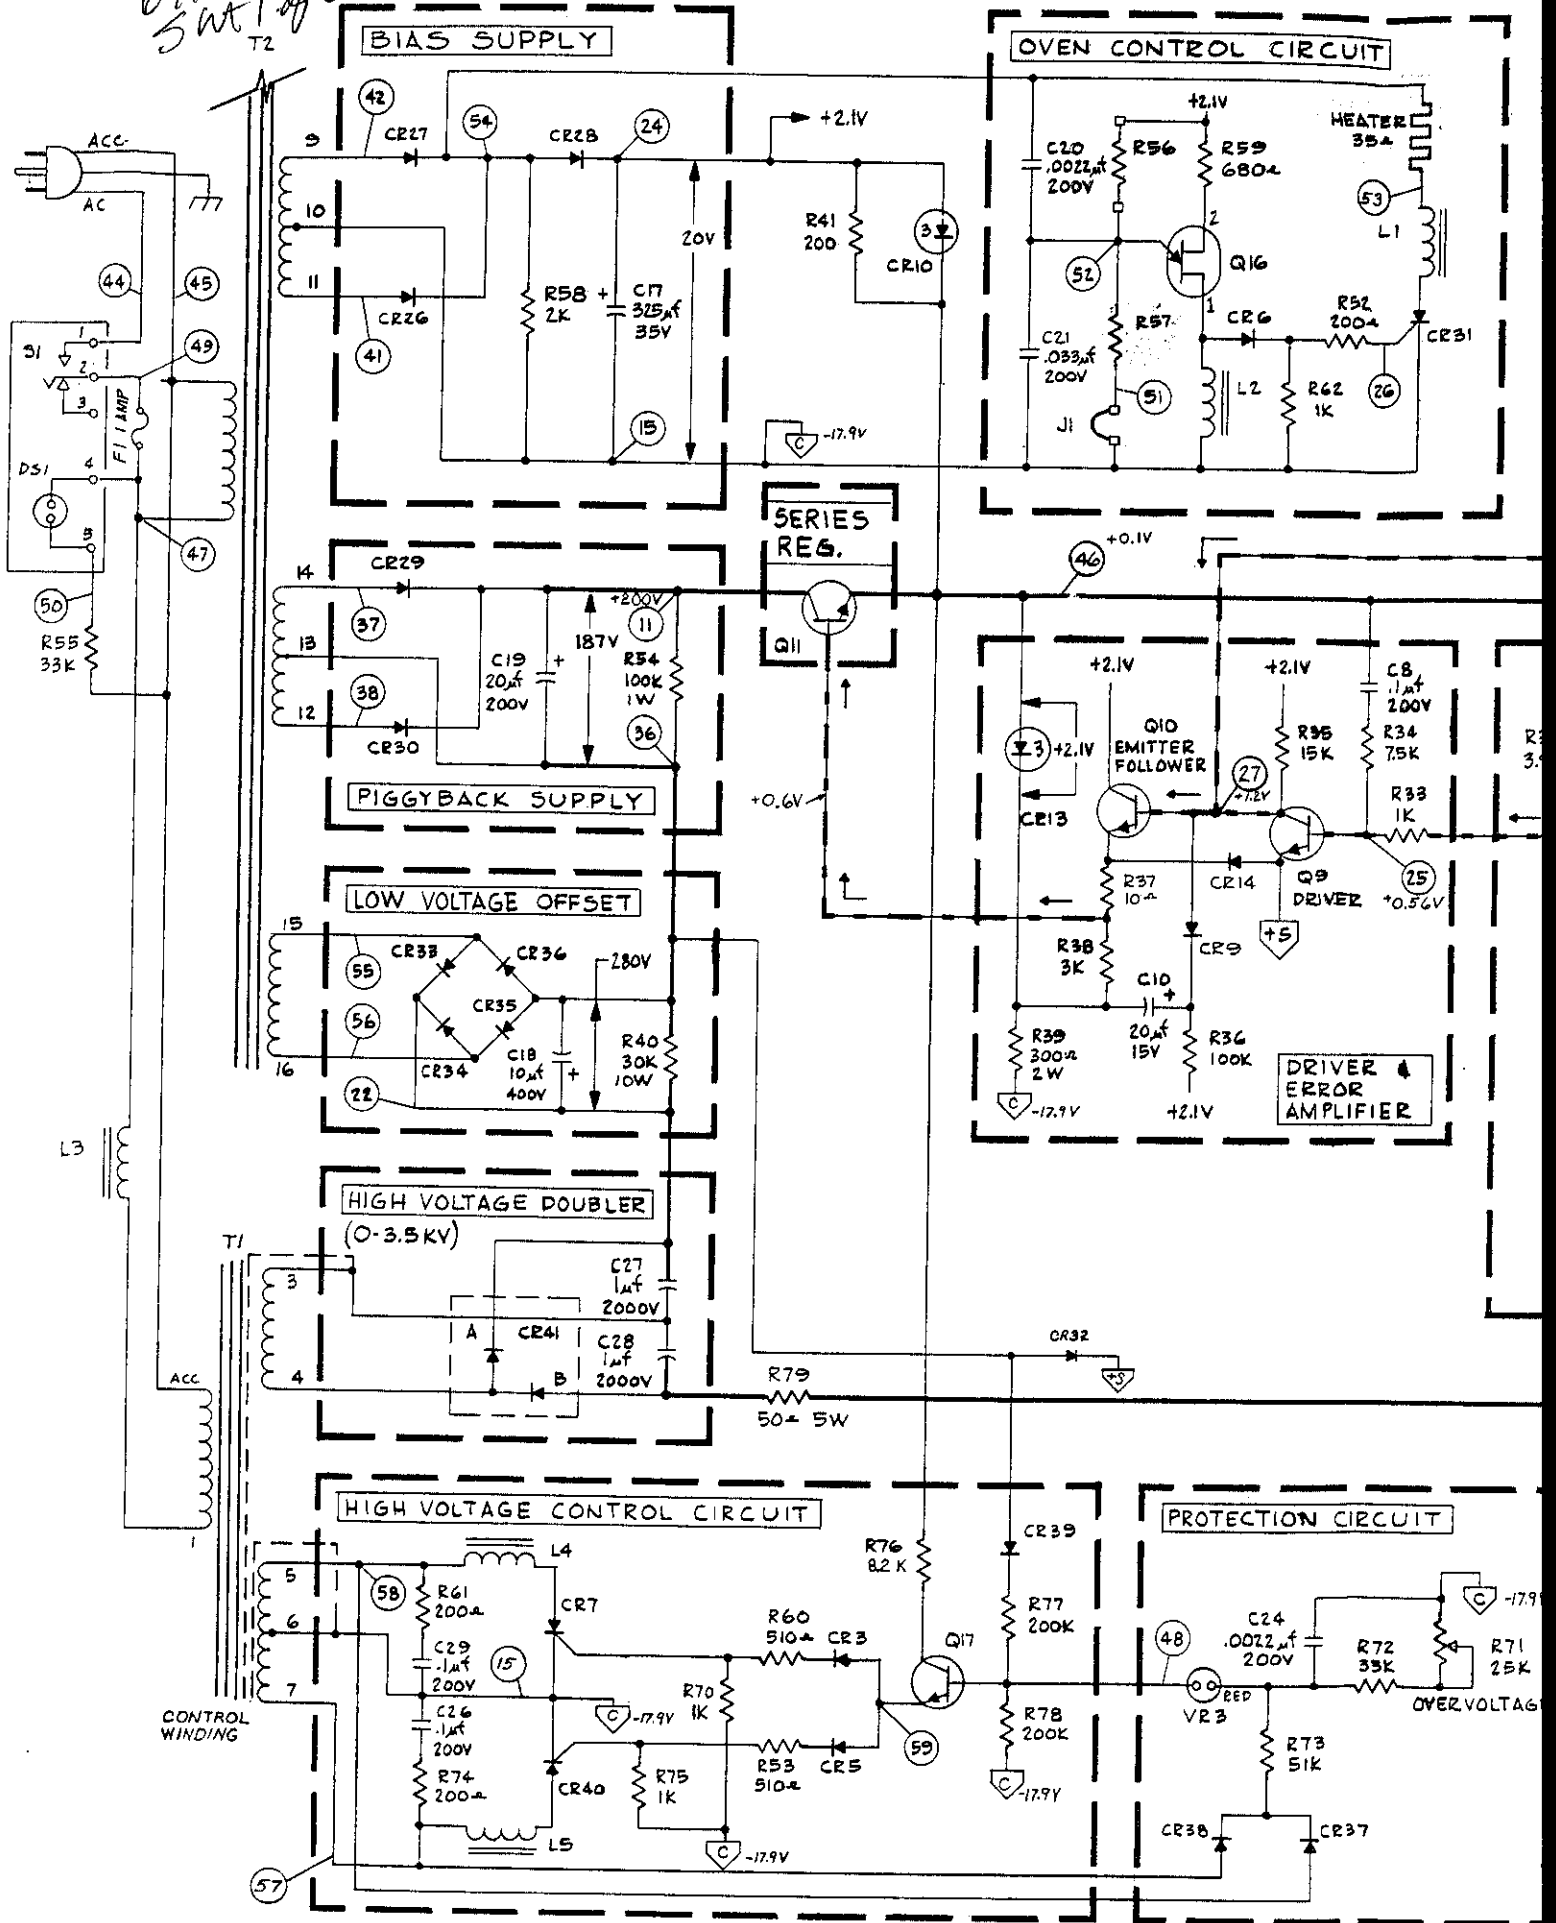 T2
BIAS SUPPLY
OVEN CONTROL CIRCUIT
ACC
AC
9
10
11
42
CR27
54
CR28
24
+2.1V
CR26
41
R58
2K
+
C17
325µf
35V
20V
15
R41
200
3
CR10
C
-17.9V
C20
.0022µf
200V
R56
+2.1V
R59
680Ω
HEATER
35Ω
53
L1
2
Q16
1
52
C21
.033µf
200V
R57
51
J1
CR6
L2
R62
1K
R52
200Ω
26
CR31
44
45
49
S1
1
2
3
F1 1AMP
DS1
4
5
47
50
R55
33K
L3
14
13
12
37
38
CR29
CR30
C19
20µf
200V
+
187V
+200V
11
R54
100K
1W
36
PIGGYBACK SUPPLY
SERIES
REG.
Q11
+0.6V
46
+0.1V
3
+2.1V
CR13
+2.1V
Q10
EMITTER
FOLLOWER
27
+1.2V
+2.1V
R35
15K
C8
.1µf
200V
R34
7.5K
R33
1K
25
+0.56V
Q9
DRIVER
+S
R37
10Ω
CR14
CR9
R38
3K
C10
+
20µf
15V
R39
300Ω
2W
C
-17.9V
R36
100K
+2.1V
DRIVER &
ERROR
AMPLIFIER
LOW VOLTAGE OFFSET
15
16
55
56
22
CR33
CR36
CR35
CR34
C18
10µf
400V
+
280V
R40
30K
10W
HIGH VOLTAGE DOUBLER
(0-3.5KV)
T1
3
4
ACC
1
A
CR41
B
C27
1µf
2000V
C28
1µf
2000V
R79
50Ω 5W
CR32
+S
HIGH VOLTAGE CONTROL CIRCUIT
5
6
7
CONTROL
WINDING
57
58
R61
200Ω
C29
.1µf
200V
15
C26
.1µf
200V
R74
200Ω
L4
CR7
C
-17.9V
CR40
L5
R75
1K
R70
1K
C
-17.9V
R60
510Ω
CR3
R53
510Ω
CR5
59
R76
82K
Q17
CR39
R77
200K
R78
200K
C
-17.9V
PROTECTION CIRCUIT
48
VR3
RED
C24
.0022µf
200V
R72
33K
R71
25K
C
-17.9
OVERVOLTAGE
R73
51K
CR38
CR37